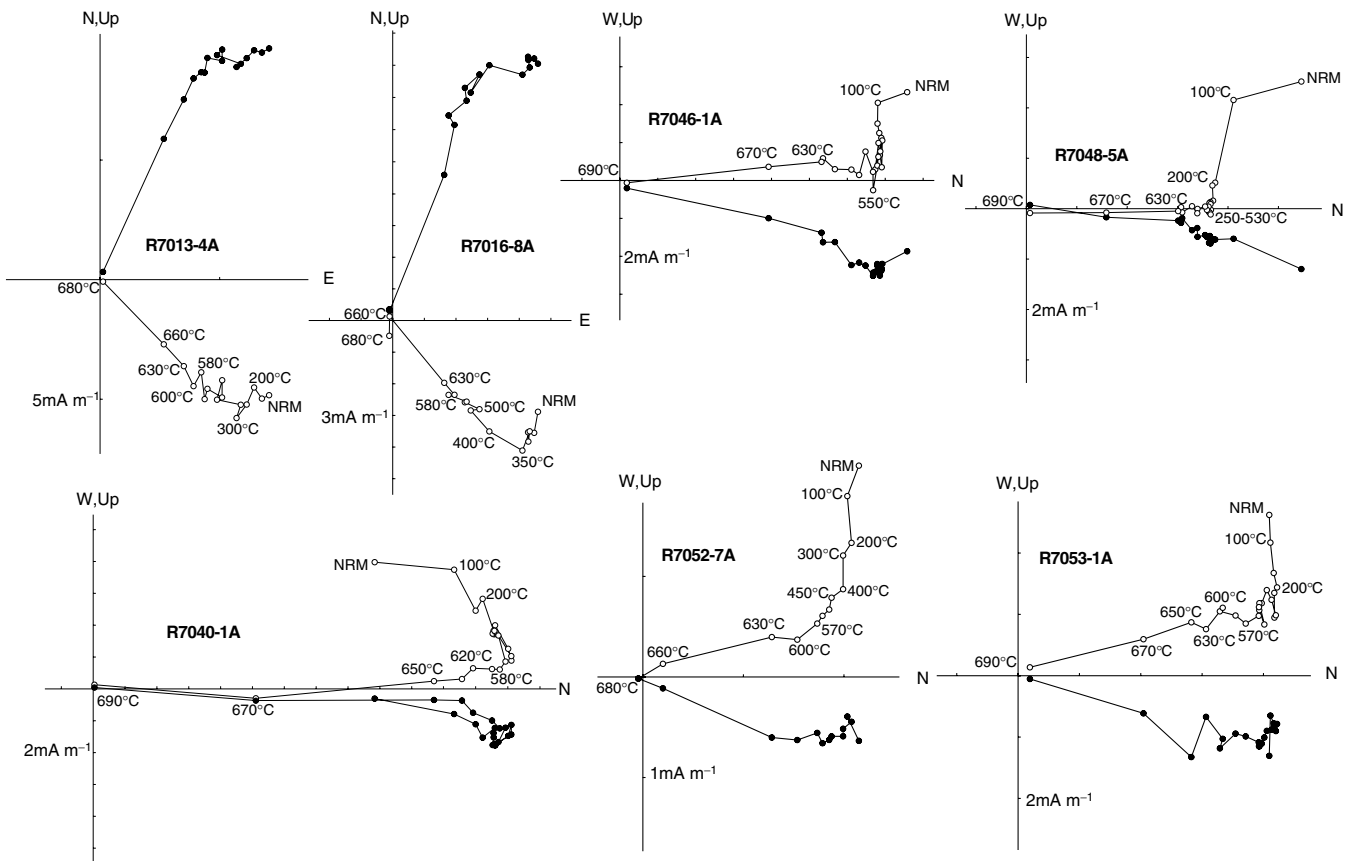 N,Up
R7013-4A
E
680°C
660°C
630°C
580°C
600°C
200°C
NRM
300°C
5mA m⁻¹
N,Up
R7016-8A
E
660°C
680°C
630°C
580°C
500°C
NRM
3mA m⁻¹
400°C
350°C
W,Up
R7046-1A
100°C
NRM
670°C
630°C
690°C
N
550°C
2mA m⁻¹
W,Up
NRM
100°C
R7048-5A
200°C
690°C
670°C
630°C
N
250-530°C
2mA m⁻¹
W,Up
NRM
100°C
200°C
R7040-1A
650°C
620°C
580°C
N
690°C
670°C
2mA m⁻¹
W,Up
NRM
100°C
R7052-7A
200°C
300°C
450°C
400°C
630°C
570°C
600°C
660°C
680°C
N
1mA m⁻¹
W,Up
NRM
100°C
R7053-1A
200°C
600°C
650°C
630°C
570°C
670°C
690°C
N
2mA m⁻¹